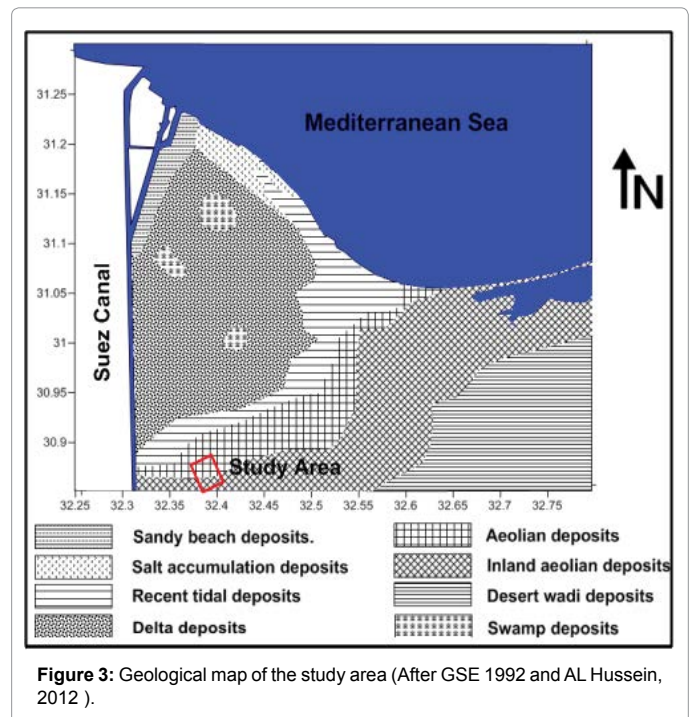 Mediterranean Sea
N
Suez Canal
Study Area
31.25
31.2
31.15
31.1
31.05
31
30.95
30.9
32.25 32.3 32.35 32.4 32.45 32.5 32.55 32.6 32.65 32.7 32.75
Sandy beach deposits.
Salt accumulation deposits
Recent tidal deposits
Delta deposits
Aeolian deposits
Inland aeolian deposits
Desert wadi deposits
Swamp deposits
Figure 3: Geological map of the study area (After GSE 1992 and AL Hussein,
2012 ).